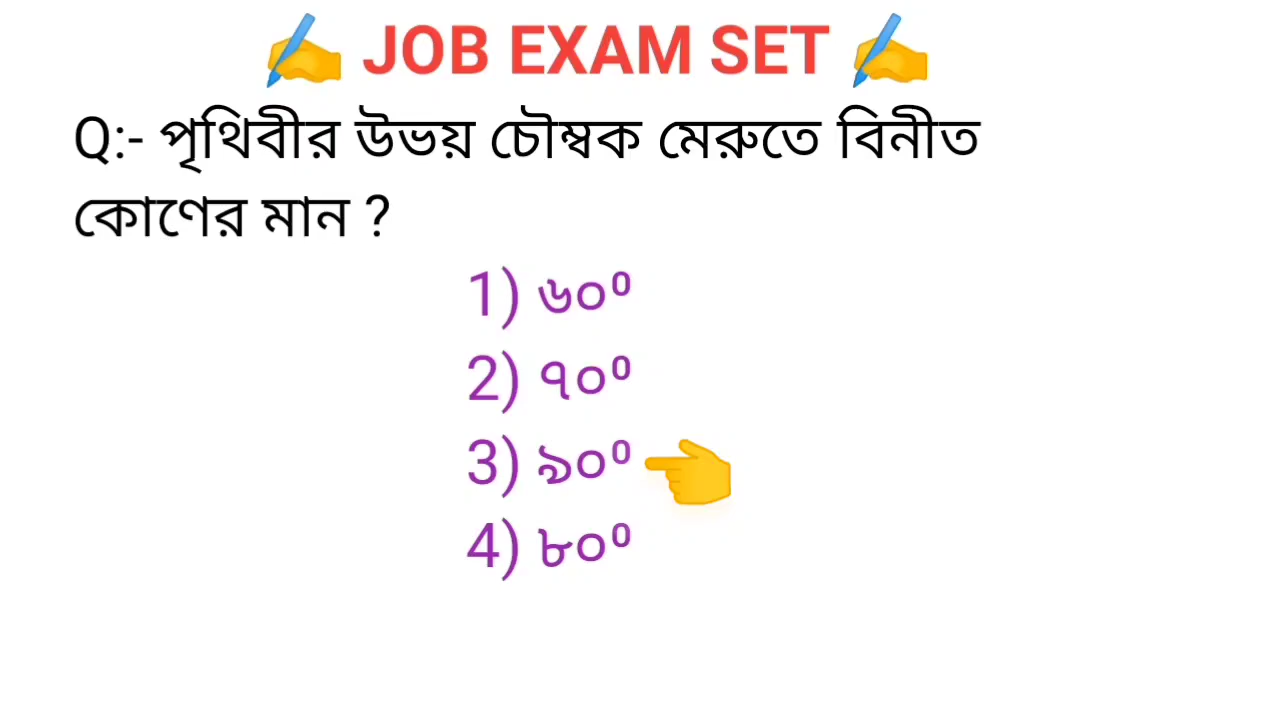 ✍ JOB EXAM SET ✍
Q:- পৃথিবীর উভয় চৌম্বক মেরুতে বিনীত
কোণের মান ?
1) ৬০⁰
2) ৭০⁰
3) ৯০⁰ 👈
4) ৮০⁰